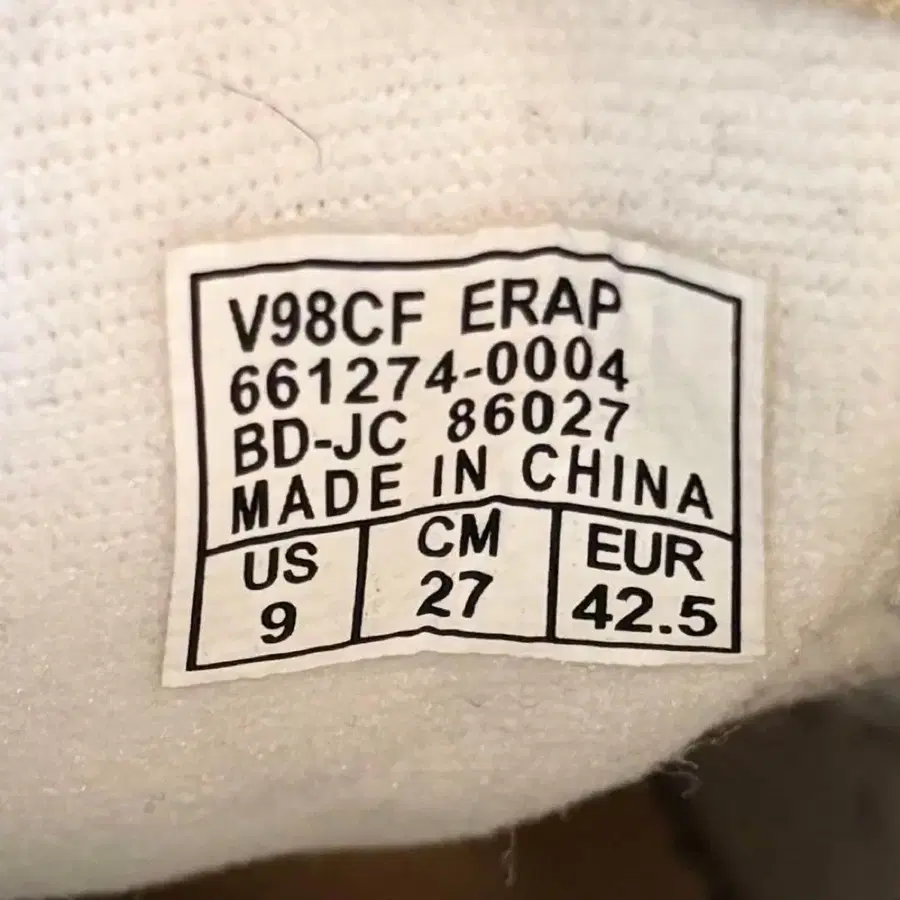 V98CF ERAP
661274-0004
BD-JC 86027
MADE IN CHINA
US CM EUR
9 27 42.5